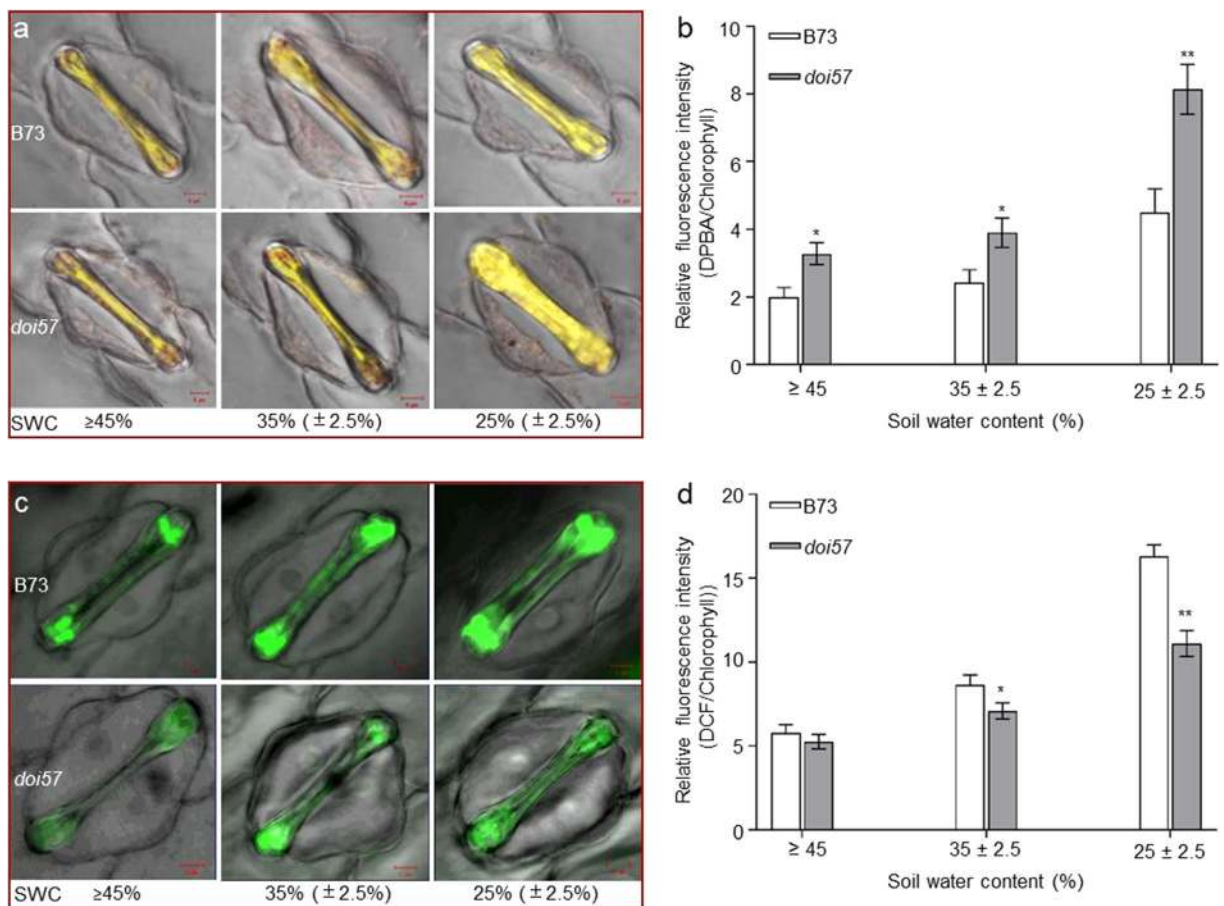 a
B73
doi57
SWC ≥45% 35% (±2.5%) 25% (±2.5%)
b
B73
doi57
Relative fluorescence intensity
(DPBA/Chlorophyll)
10
8
6
4
2
0
*
*
**
≥ 45 35 ± 2.5 25 ± 2.5
Soil water content (%)
c
B73
doi57
SWC ≥45% 35% (±2.5%) 25% (±2.5%)
d
B73
doi57
Relative fluorescence intensity
(DCF/Chlorophyll))
20
15
10
5
0
*
**
≥ 45 35 ± 2.5 25 ± 2.5
Soil water content (%)